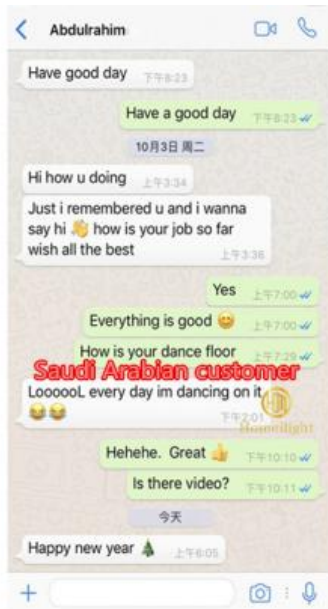 Abdulrahim
Have good day 下午8:23
Have a good day 下午8:23
10月3日 周二
Hi how u doing 上午3:34
Just i remembered u and i wanna
say hi 👋 how is your job so far
wish all the best 上午3:36
Yes 上午7:00
Everything is good 😄 上午7:00
How is your dance floor 上午7:29
Saudi Arabian customer
LoooooL every day im dancing on it
😂😂 下午2:01
Homeilight
Hehehe. Great 👍 下午10:10
Is there video? 下午10:11
今天
Happy new year 🎄 上午6:05